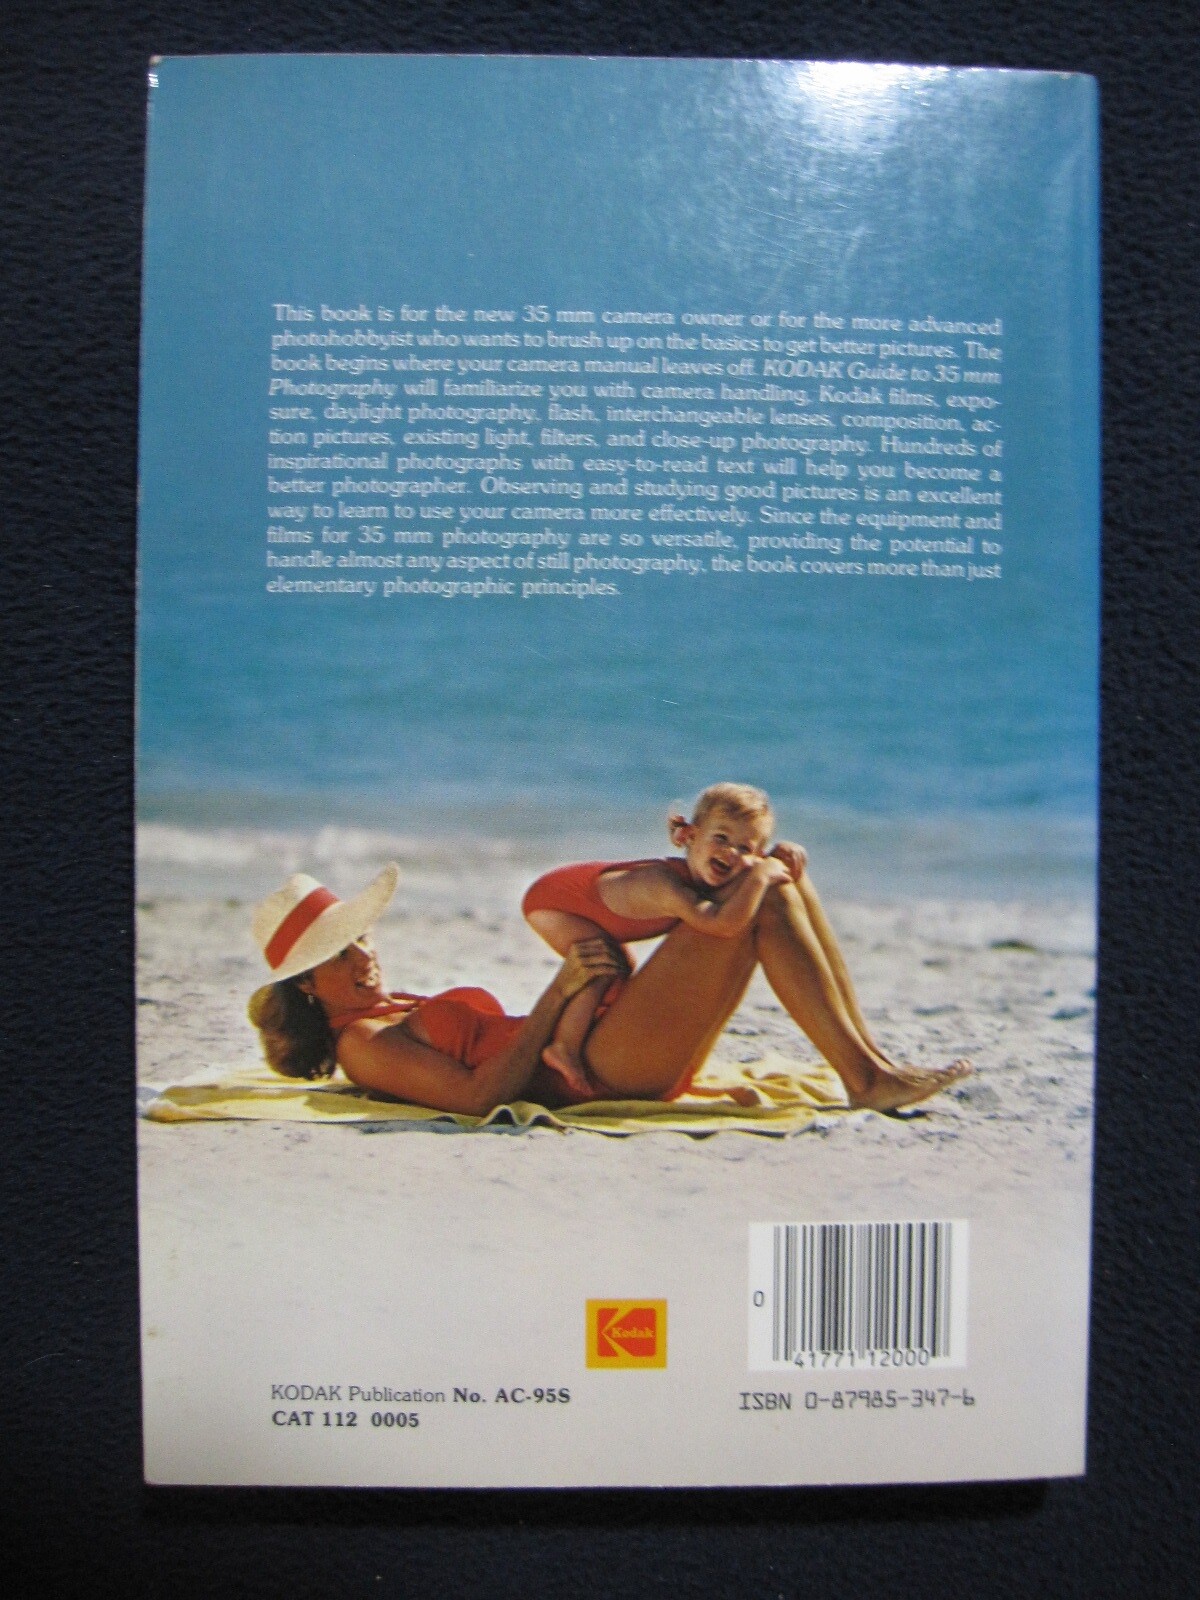 This book is for the new 35 mm camera owner or for the more advanced
photohobbyist who wants to brush up on the basics to get better pictures. The
book begins where your camera manual leaves off. KODAK Guide to 35 mm
Photography will familiarize you with camera handling, Kodak films, expo-
sure, daylight photography, flash, interchangeable lenses, composition, ac-
tion pictures, existing light, filters, and close-up photography. Hundreds of
inspirational photographs with easy-to-read text will help you become a
better photographer. Observing and studying good pictures is an excellent
way to learn to use your camera more effectively. Since the equipment and
films for 35 mm photography are so versatile, providing the potential to
handle almost any aspect of still photography, the book covers more than just
elementary photographic principles.
0
41771 12000
Kodak
KODAK Publication No. AC-95S
CAT 112 0005
ISBN 0-87985-347-6